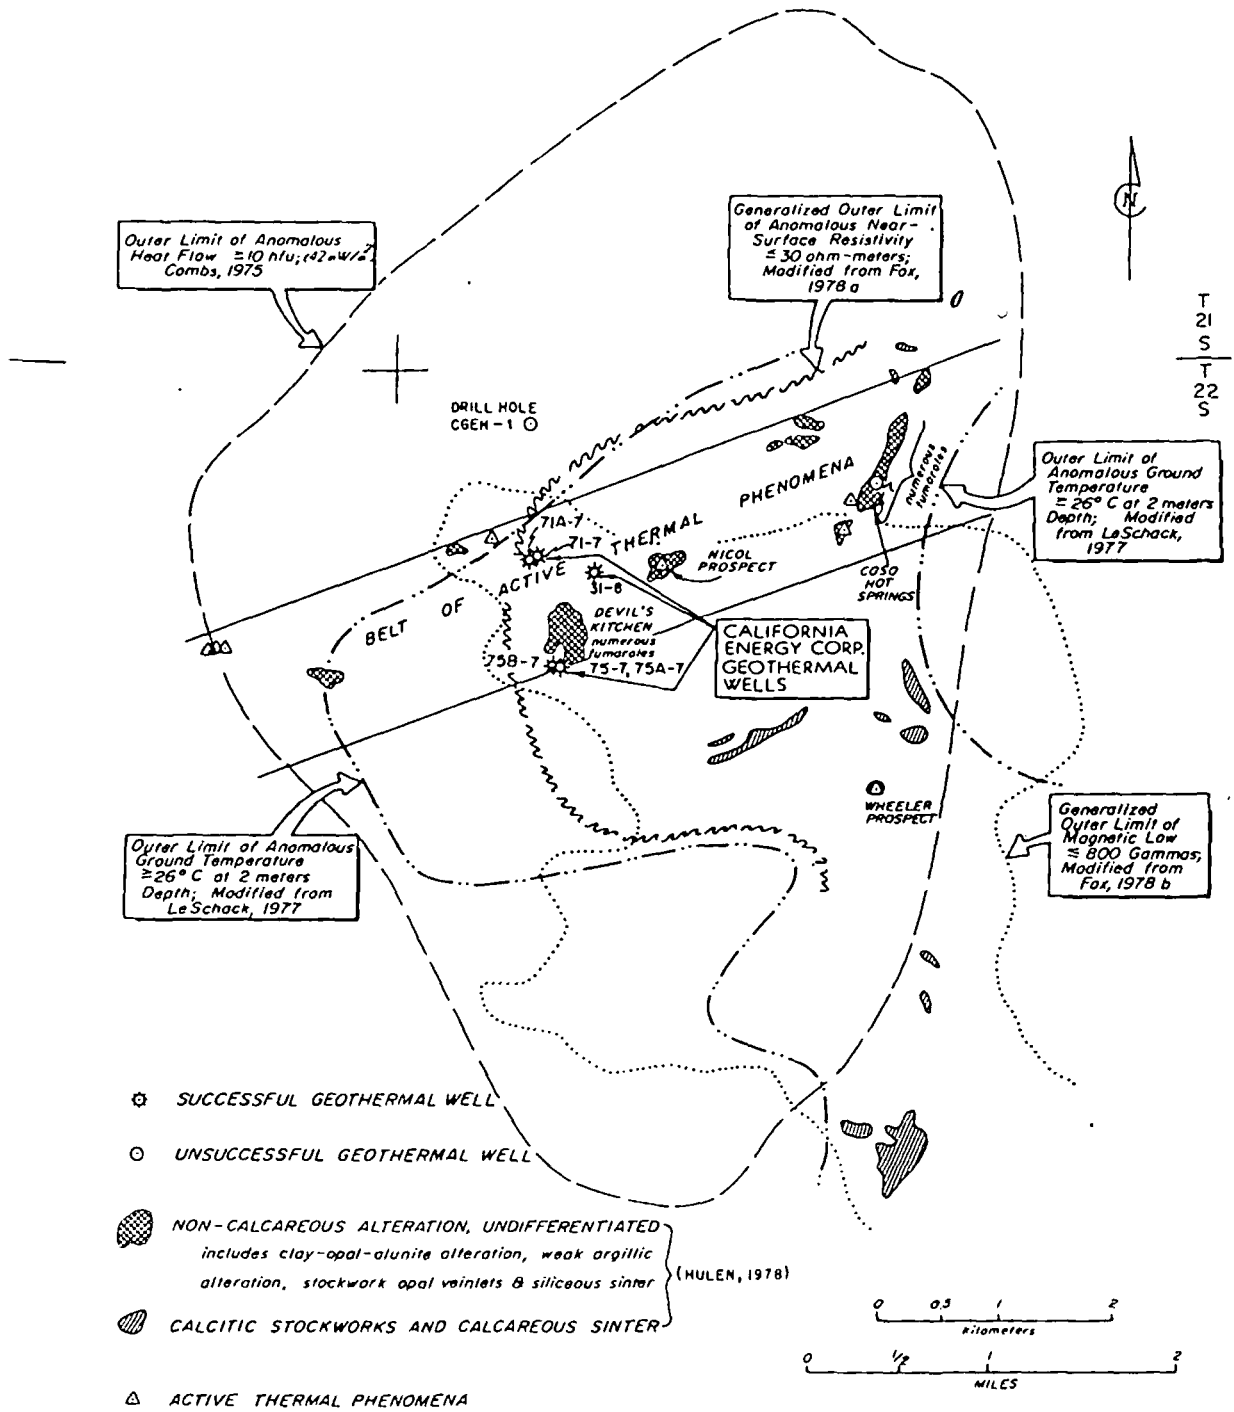 Outer Limit of Anomalous
Heat Flow ≥10 hfu;
Combs, 1975
Generalized Outer Limit
of Anomalous Near-
Surface Resistivity
≤30 ohm-meters;
Modified from Fox,
1978a
N
T
21
S
T
22
S
DRILL HOLE
CGEH-1
Outer Limit of
Anomalous Ground
Temperature
≥26°C at 2 meters
Depth; Modified
from LeSchack,
1977
numerous
fumaroles
BELT OF ACTIVE THERMAL PHENOMENA
71A-7
71-7
31-8
NICOL
PROSPECT
COSO
HOT
SPRINGS
DEVIL'S
KITCHEN
numerous
fumaroles
75B-7
75-7, 75A-7
CALIFORNIA
ENERGY CORP.
GEOTHERMAL
WELLS
WHEELER
PROSPECT
Outer Limit of Anomalous
Ground Temperature
≥26°C at 2 meters
Depth; Modified from
LeSchack, 1977
Generalized
Outer Limit of
Magnetic Low
≤ 800 Gammas;
Modified from
Fox, 1978 b
SUCCESSFUL GEOTHERMAL WELL
UNSUCCESSFUL GEOTHERMAL WELL
NON-CALCAREOUS ALTERATION, UNDIFFERENTIATED
includes clay-opal-alunite alteration, weak argillic
alteration, stockwork opal veinlets & siliceous sinter
(HULEN, 1978)
CALCITIC STOCKWORKS AND CALCAREOUS SINTER
ACTIVE THERMAL PHENOMENA
0 0.5 1 2
Kilometers
0 1/2 1 2
MILES